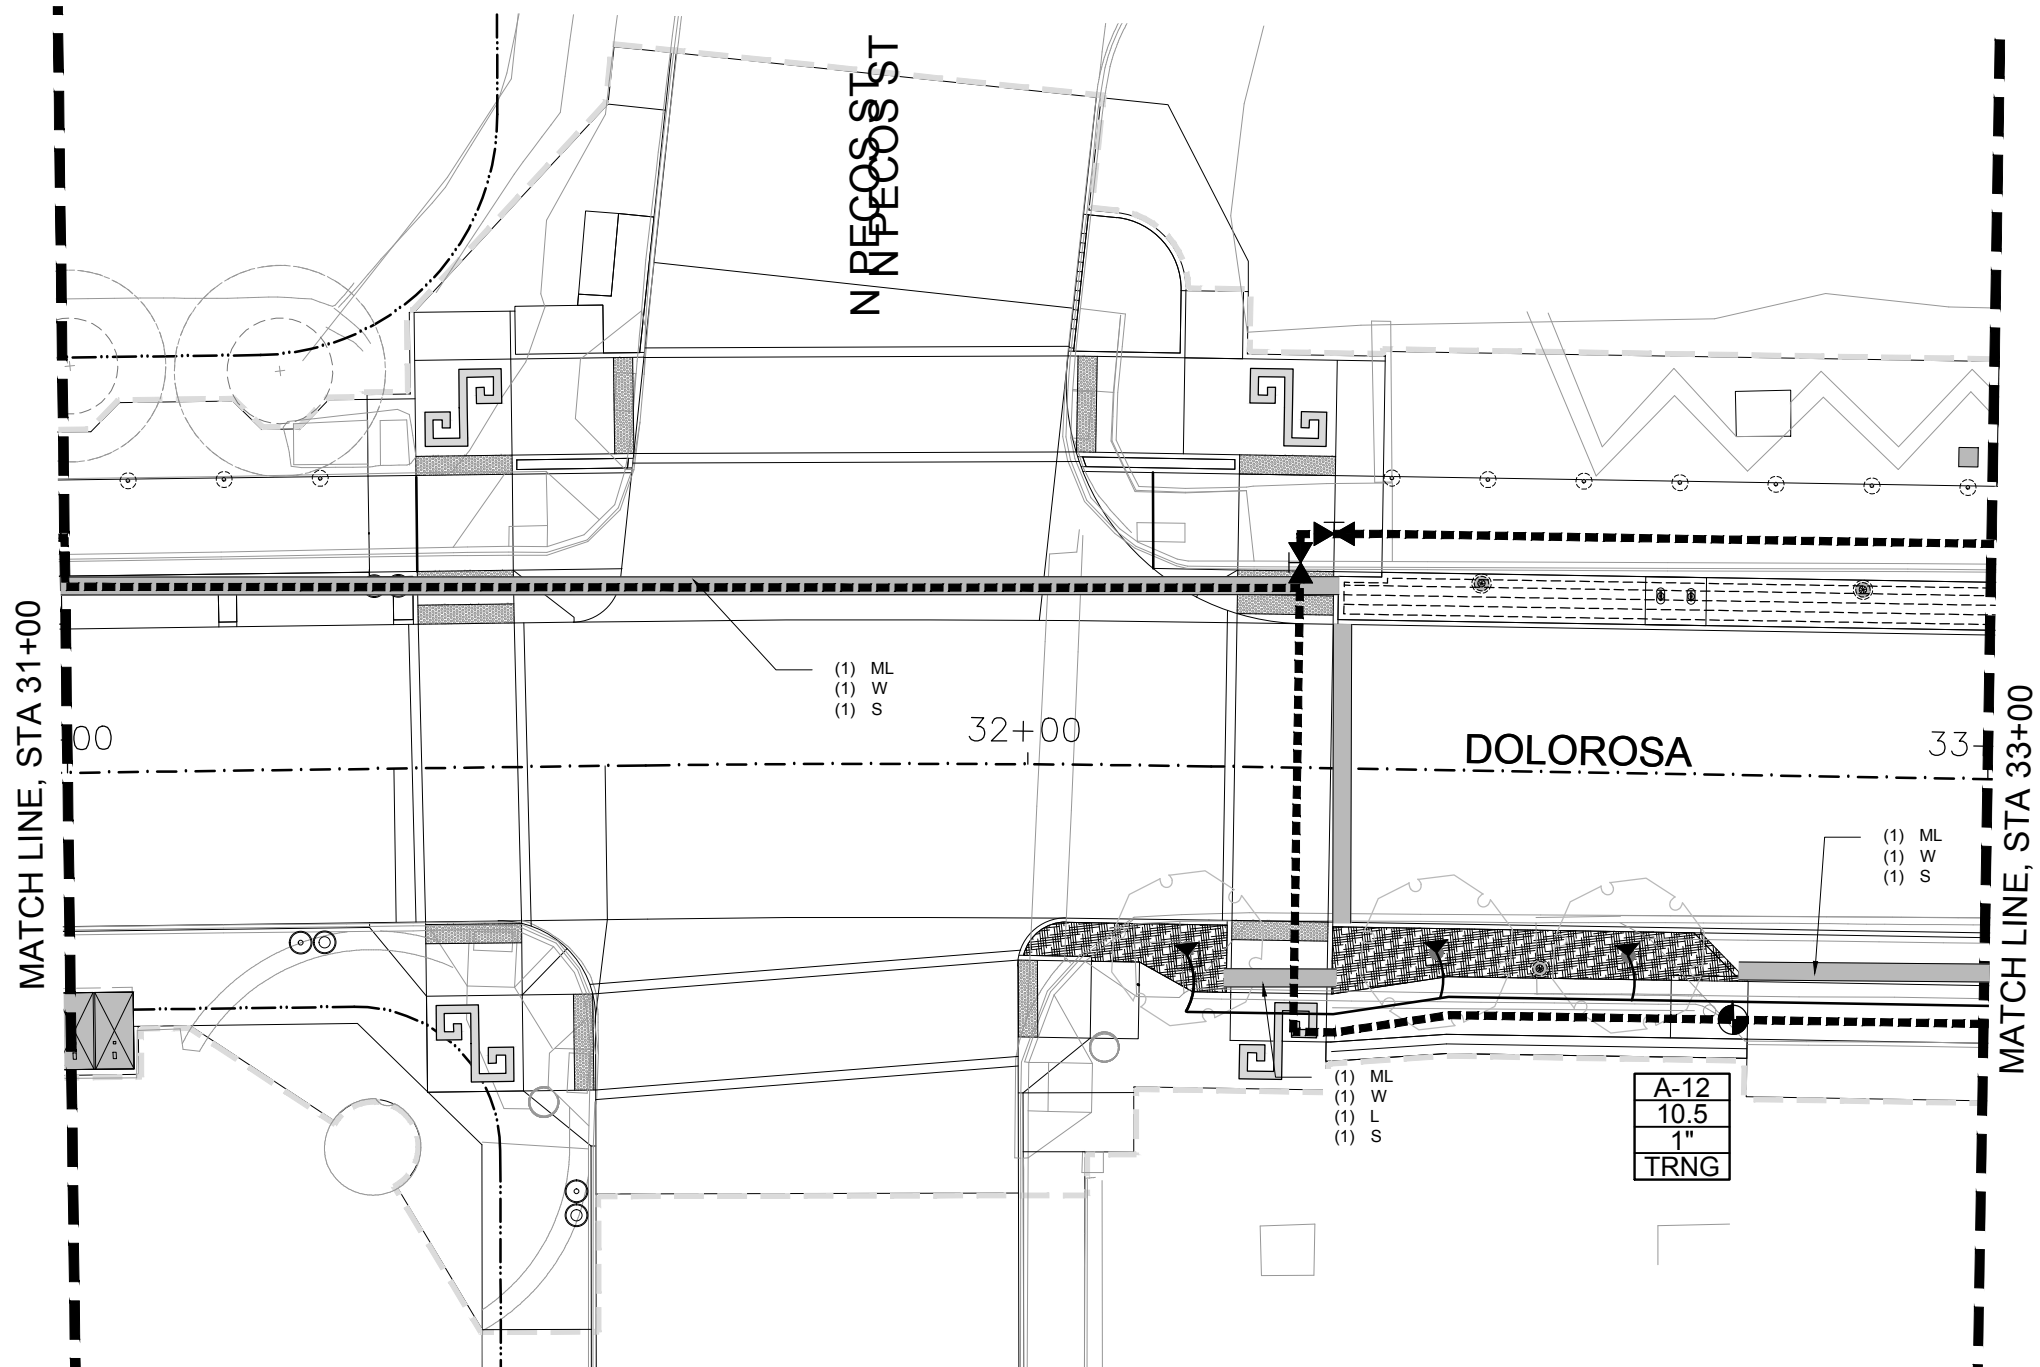 N PECOS ST
N PECOS ST
MATCH LINE, STA 31+00
(1) ML
(1) W
(1) S
00
32+00
DOLOROSA
33
MATCH LINE, STA 33+00
(1) ML
(1) W
(1) S
(1) ML
(1) W
(1) L
(1) S
A-12
10.5
1"
TRNG